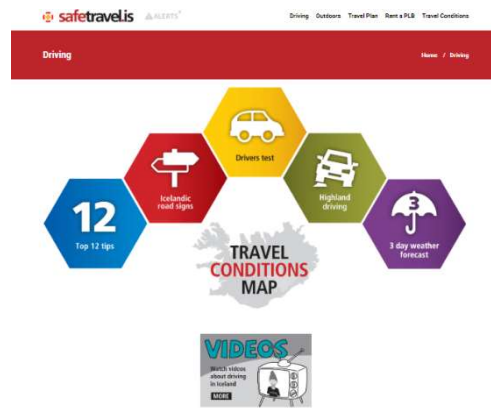 safetravel.is ALERTS
Driving Outdoors Travel Plan Rent a PLB Travel Conditions
Driving
Home / Driving
Drivers test
Icelandic
road signs
Highland
driving
12
Top 12 tips
3
3 day weather
forecast
TRAVEL
CONDITIONS
MAP
VIDEOS
Watch videos
about driving
in Iceland
MORE